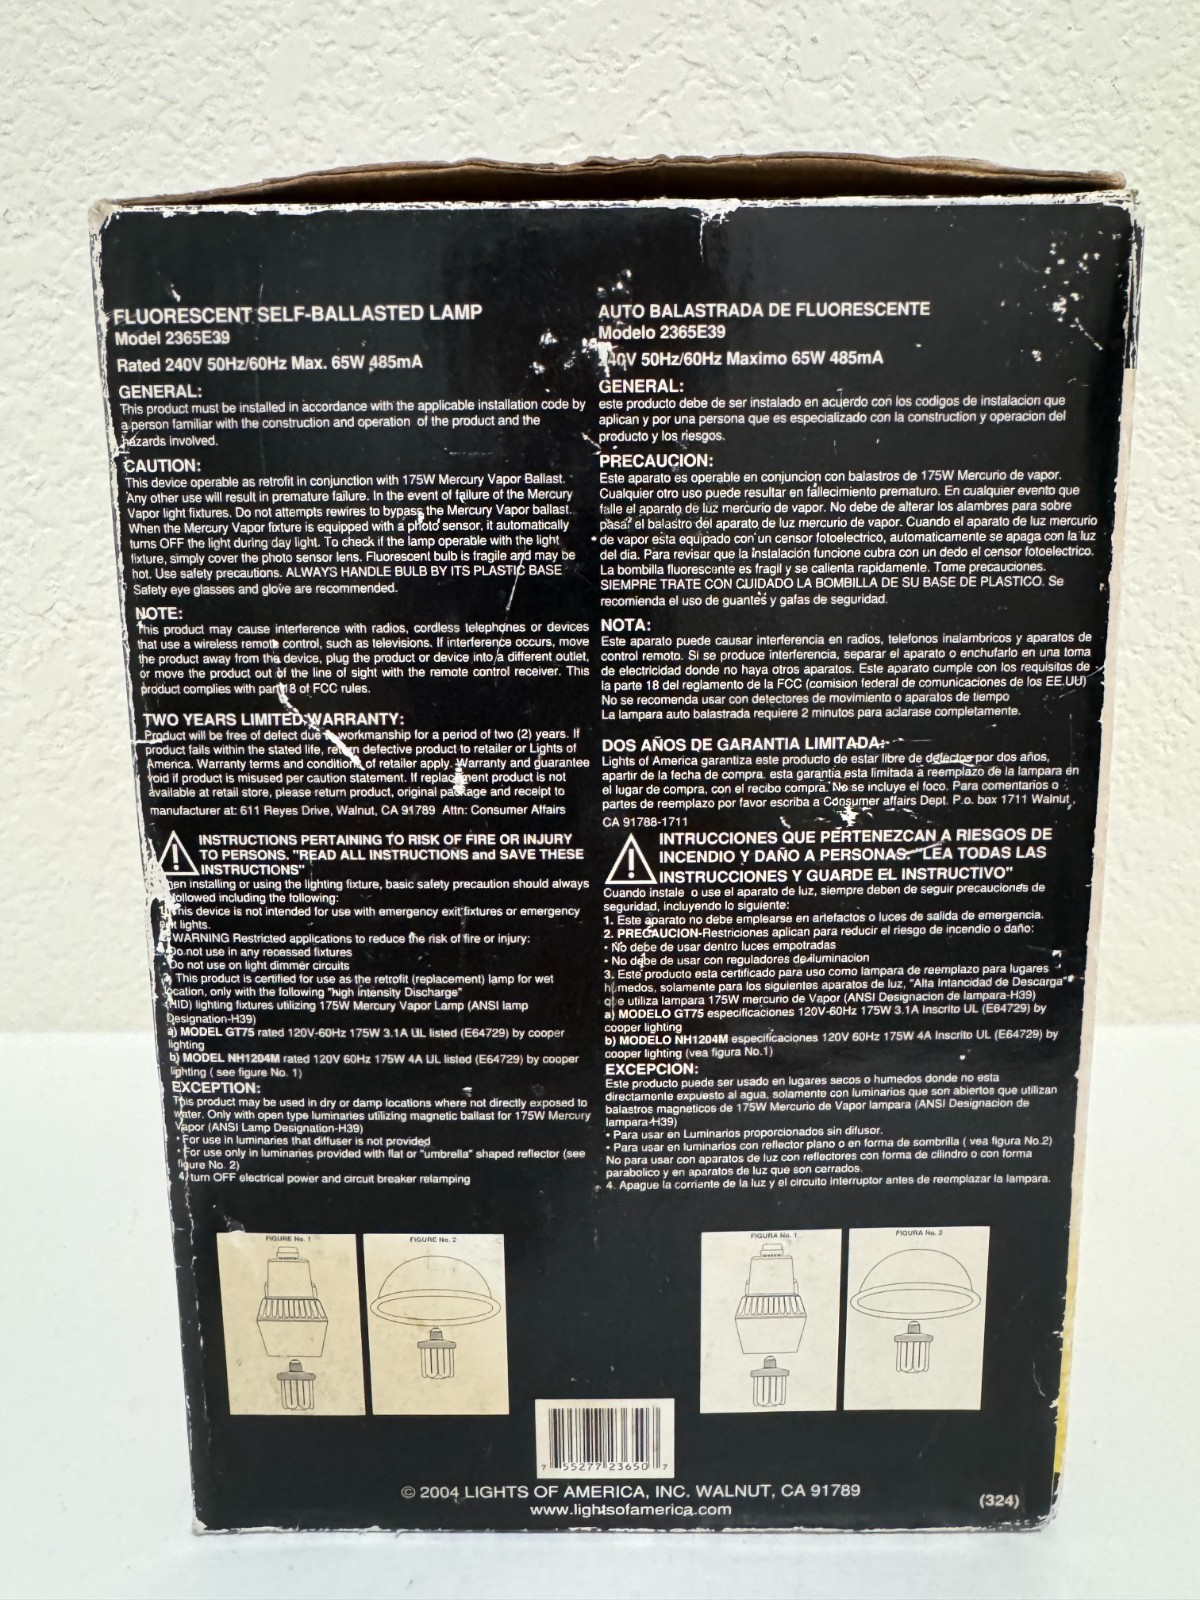 FLUORESCENT SELF-BALLASTED LAMP
Model 2365E39
Rated 240V 50Hz/60Hz Max. 65W 485mA
GENERAL:
This product must be installed in accordance with the applicable installation code by
a person familiar with the construction and operation of the product and the
hazards involved.
CAUTION:
This device operable as retrofit in conjunction with 175W Mercury Vapor Ballast.
Any other use will result in premature failure. In the event of failure of the Mercury
Vapor light fixtures. Do not attempts rewires to bypass the Mercury Vapor ballast.
When the Mercury Vapor fixture is equipped with a photo sensor, it automatically
turns OFF the light during day light. To check if the lamp operable with the light
fixture, simply cover the photo sensor lens. Fluorescent bulb is fragile and may be
hot. Use safety precautions. ALWAYS HANDLE BULB BY ITS PLASTIC BASE
Safety eye glasses and glove are recommended.
NOTE:
This product may cause interference with radios, cordless telephones or devices
that use a wireless remote control, such as televisions. If interference occurs, move
the product away from the device, plug the product or device into a different outlet,
or move the product out of the line of sight with the remote control receiver. This
product complies with part 18 of FCC rules.
TWO YEARS LIMITED WARRANTY:
Product will be free of defect due to workmanship for a period of two (2) years. If
product fails within the stated life, return defective product to retailer or Lights of
America. Warranty terms and conditions of retailer apply. Warranty and guarantee
void if product is misused per caution statement. If replacement product is not
available at retail store, please return product, original package and receipt to
manufacturer at: 611 Reyes Drive, Walnut, CA 91789 Attn: Consumer Affairs
INSTRUCTIONS PERTAINING TO RISK OF FIRE OR INJURY
TO PERSONS. "READ ALL INSTRUCTIONS and SAVE THESE
INSTRUCTIONS"
When installing or using the lighting fixture, basic safety precaution should always
followed including the following:
1. This device is not intended for use with emergency exit fixtures or emergency
exit lights.
WARNING Restricted applications to reduce the risk of fire or injury:
Do not use in any recessed fixtures
Do not use on light dimmer circuits
3. This product is certified for use as the retrofit (replacement) lamp for wet
location, only with the following "high intensity Discharge"
(HID) lighting fixtures utilizing 175W Mercury Vapor Lamp (ANSI lamp
Designation-H39)
a) MODEL GT75 rated 120V-60Hz 175W 3.1A UL listed (E64729) by cooper
lighting
b) MODEL NH1204M rated 120V 60Hz 175W 4A UL listed (E64729) by cooper
lighting ( see figure No. 1)
EXCEPTION:
This product may be used in dry or damp locations where not directly exposed to
water. Only with open type luminaries utilizing magnetic ballast for 175W Mercury
Vapor (ANSI Lamp Designation-H39)
• For use in luminaries that diffuser is not provided
• For use only in luminaries provided with flat or "umbrella" shaped reflector (see
figure No. 2)
4. turn OFF electrical power and circuit breaker relamping
FIGURE No. 1
FIGURE No. 2
AUTO BALASTRADA DE FLUORESCENTE
Modelo 2365E39
240V 50Hz/60Hz Maximo 65W 485mA
GENERAL:
este producto debe de ser instalado en acuerdo con los codigos de instalacion que
aplican y por una persona que es especializado con la construction y operacion del
producto y los riesgos.
PRECAUCION:
Este aparato es operable en conjuncion con balastros de 175W Mercurio de vapor.
Cualquier otro uso puede resultar en fallecimiento prematuro. En cualquier evento que
falle el aparato de luz mercurio de vapor. No debe de alterar los alambres para sobre
pasar el balastro del aparato de luz mercurio de vapor. Cuando el aparato de luz mercurio
de vapor esta equipado con un censor fotoelectrico, automaticamente se apaga con la luz
del dia. Para revisar que la instalación funcione cubra con un dedo el censor fotoelectrico.
La bombilla fluorescente es fragil y se calienta rapidamente. Tome precauciones.
SIEMPRE TRATE CON CUIDADO LA BOMBILLA DE SU BASE DE PLASTICO. Se
recomienda el uso de guantes y gafas de seguridad.
NOTA:
Este aparato puede causar interferencia en radios, telefonos inalambricos y aparatos de
control remoto. Si se produce interferencia, separar el aparato o enchufarlo en una toma
de electricidad donde no haya otros aparatos. Este aparato cumple con los requisitos de
la parte 18 del reglamento de la FCC (comision federal de comunicaciones de los EE.UU)
No se recomenda usar con detectores de movimiento o aparatos de tiempo
La lampara auto balastrada requiere 2 minutos para aclarase completamente.
DOS AÑOS DE GARANTIA LIMITADA:
Lights of America garantiza este producto de estar libre de defectos por dos años,
apartir de la fecha de compra. esta garantía esta limitada a reemplazo de la lampara en
el lugar de compra, con el recibo compra. No se incluye el foco. Para comentarios o
partes de reemplazo por favor escriba a Consumer affairs Dept. P.o. box 1711 Walnut,
CA 91788-1711
INTRUCCIONES QUE PERTENEZCAN A RIESGOS DE
INCENDIO Y DAÑO A PERSONAS. "LEA TODAS LAS
INSTRUCCIONES Y GUARDE EL INSTRUCTIVO"
Cuando instale o use el aparato de luz, siempre deben de seguir precauciones de
seguridad, incluyendo lo siguiente:
1. Este aparato no debe emplearse en artefactos o luces de salida de emergencia.
2. PRECAUCION-Restriciones aplican para reducir el riesgo de incendio o daño:
• No debe de usar dentro luces empotradas
• No debe de usar con reguladores de iluminacion
3. Este producto esta certificado para uso como lampara de reemplazo para lugares
humedos, solamente para los siguientes aparatos de luz, "Alta Intancidad de Descarga"
que utiliza lampara 175W mercurio de Vapor (ANSI Designacion de lampara-H39)
a) MODELO GT75 especificaciones 120V-60Hz 175W 3.1A Inscrito UL (E64729) by
cooper lighting
b) MODELO NH1204M especificaciones 120V 60Hz 175W 4A Inscrito UL (E64729) by
cooper lighting (vea figura No.1)
EXCEPCION:
Este producto puede ser usado en lugares secos o humedos donde no esta
directamente expuesto al agua, solamente con luminarios que son abiertos que utilizan
balastros magneticos de 175W Mercurio de Vapor lampara (ANSI Designacion de
lampara-H39)
• Para usar en Luminarios proporcionados sin difusor.
• Para usar en luminarios con reflector plano o en forma de sombrilla ( vea figura No.2)
No para usar con aparatos de luz con reflectores con forma de cilindro o con forma
parabolico y en aparatos de luz que son cerrados.
4. Apague la corriente de la luz y el circuito interruptor antes de reemplazar la lampara.
FIGURA No. 1
FIGURA No. 2
7 55277 23650 7
© 2004 LIGHTS OF AMERICA, INC. WALNUT, CA 91789
www.lightsofamerica.com
(324)